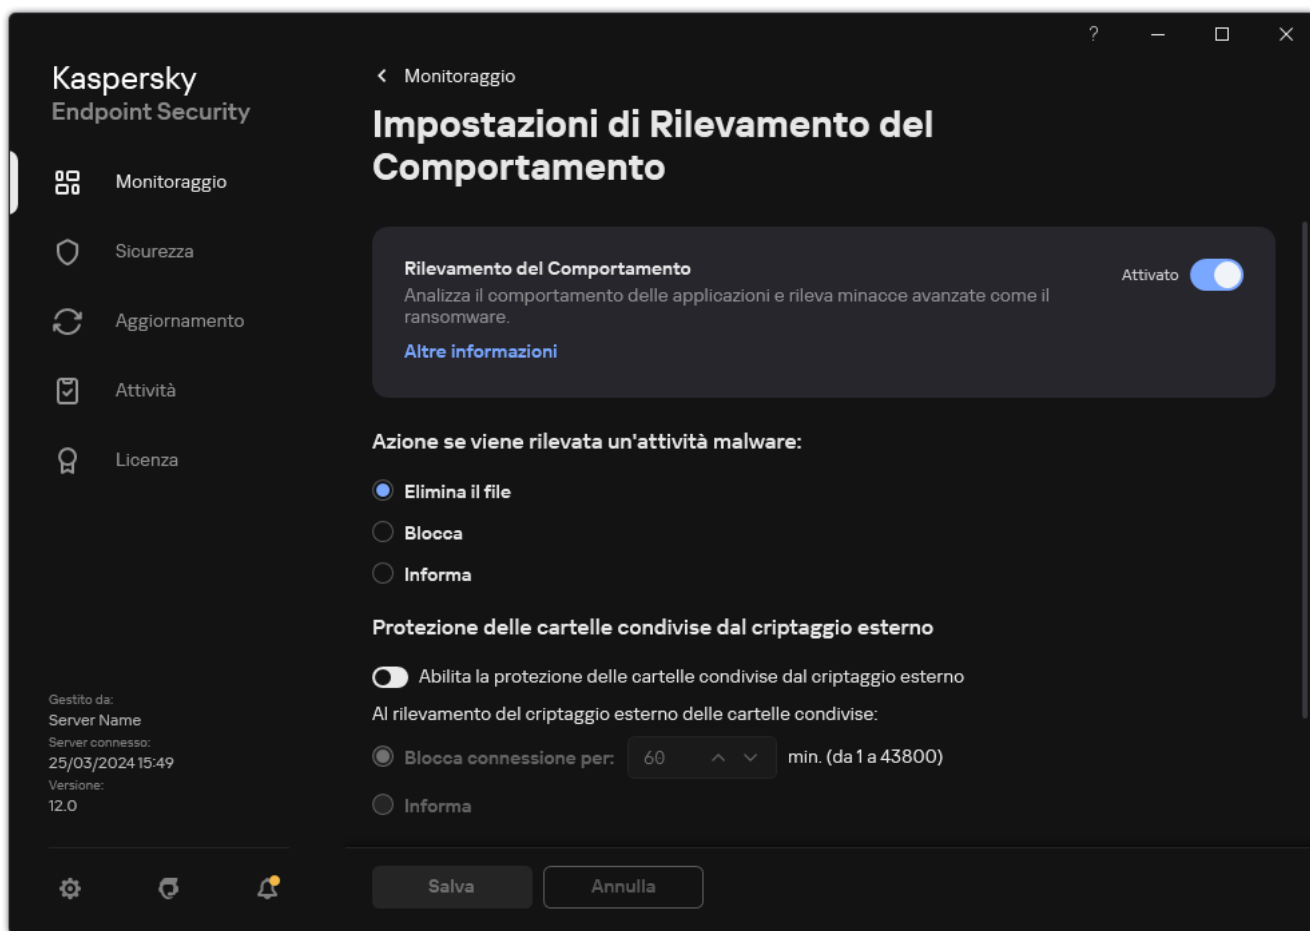 ?
Kaspersky
Endpoint Security
Monitoraggio
Sicurezza
Aggiornamento
Attività
Licenza
Gestito da:
Server Name
Server connesso:
25/03/2024 15:49
Versione:
12.0
Monitoraggio
Impostazioni di Rilevamento del
Comportamento
Rilevamento del Comportamento
Analizza il comportamento delle applicazioni e rileva minacce avanzate come il
ransomware.
Altre informazioni
Attivato
Azione se viene rilevata un'attività malware:
Elimina il file
Blocca
Informa
Protezione delle cartelle condivise dal criptaggio esterno
Abilita la protezione delle cartelle condivise dal criptaggio esterno
Al rilevamento del criptaggio esterno delle cartelle condivise:
Blocca connessione per: 60 min. (da 1 a 43800)
Informa
Salva Annulla